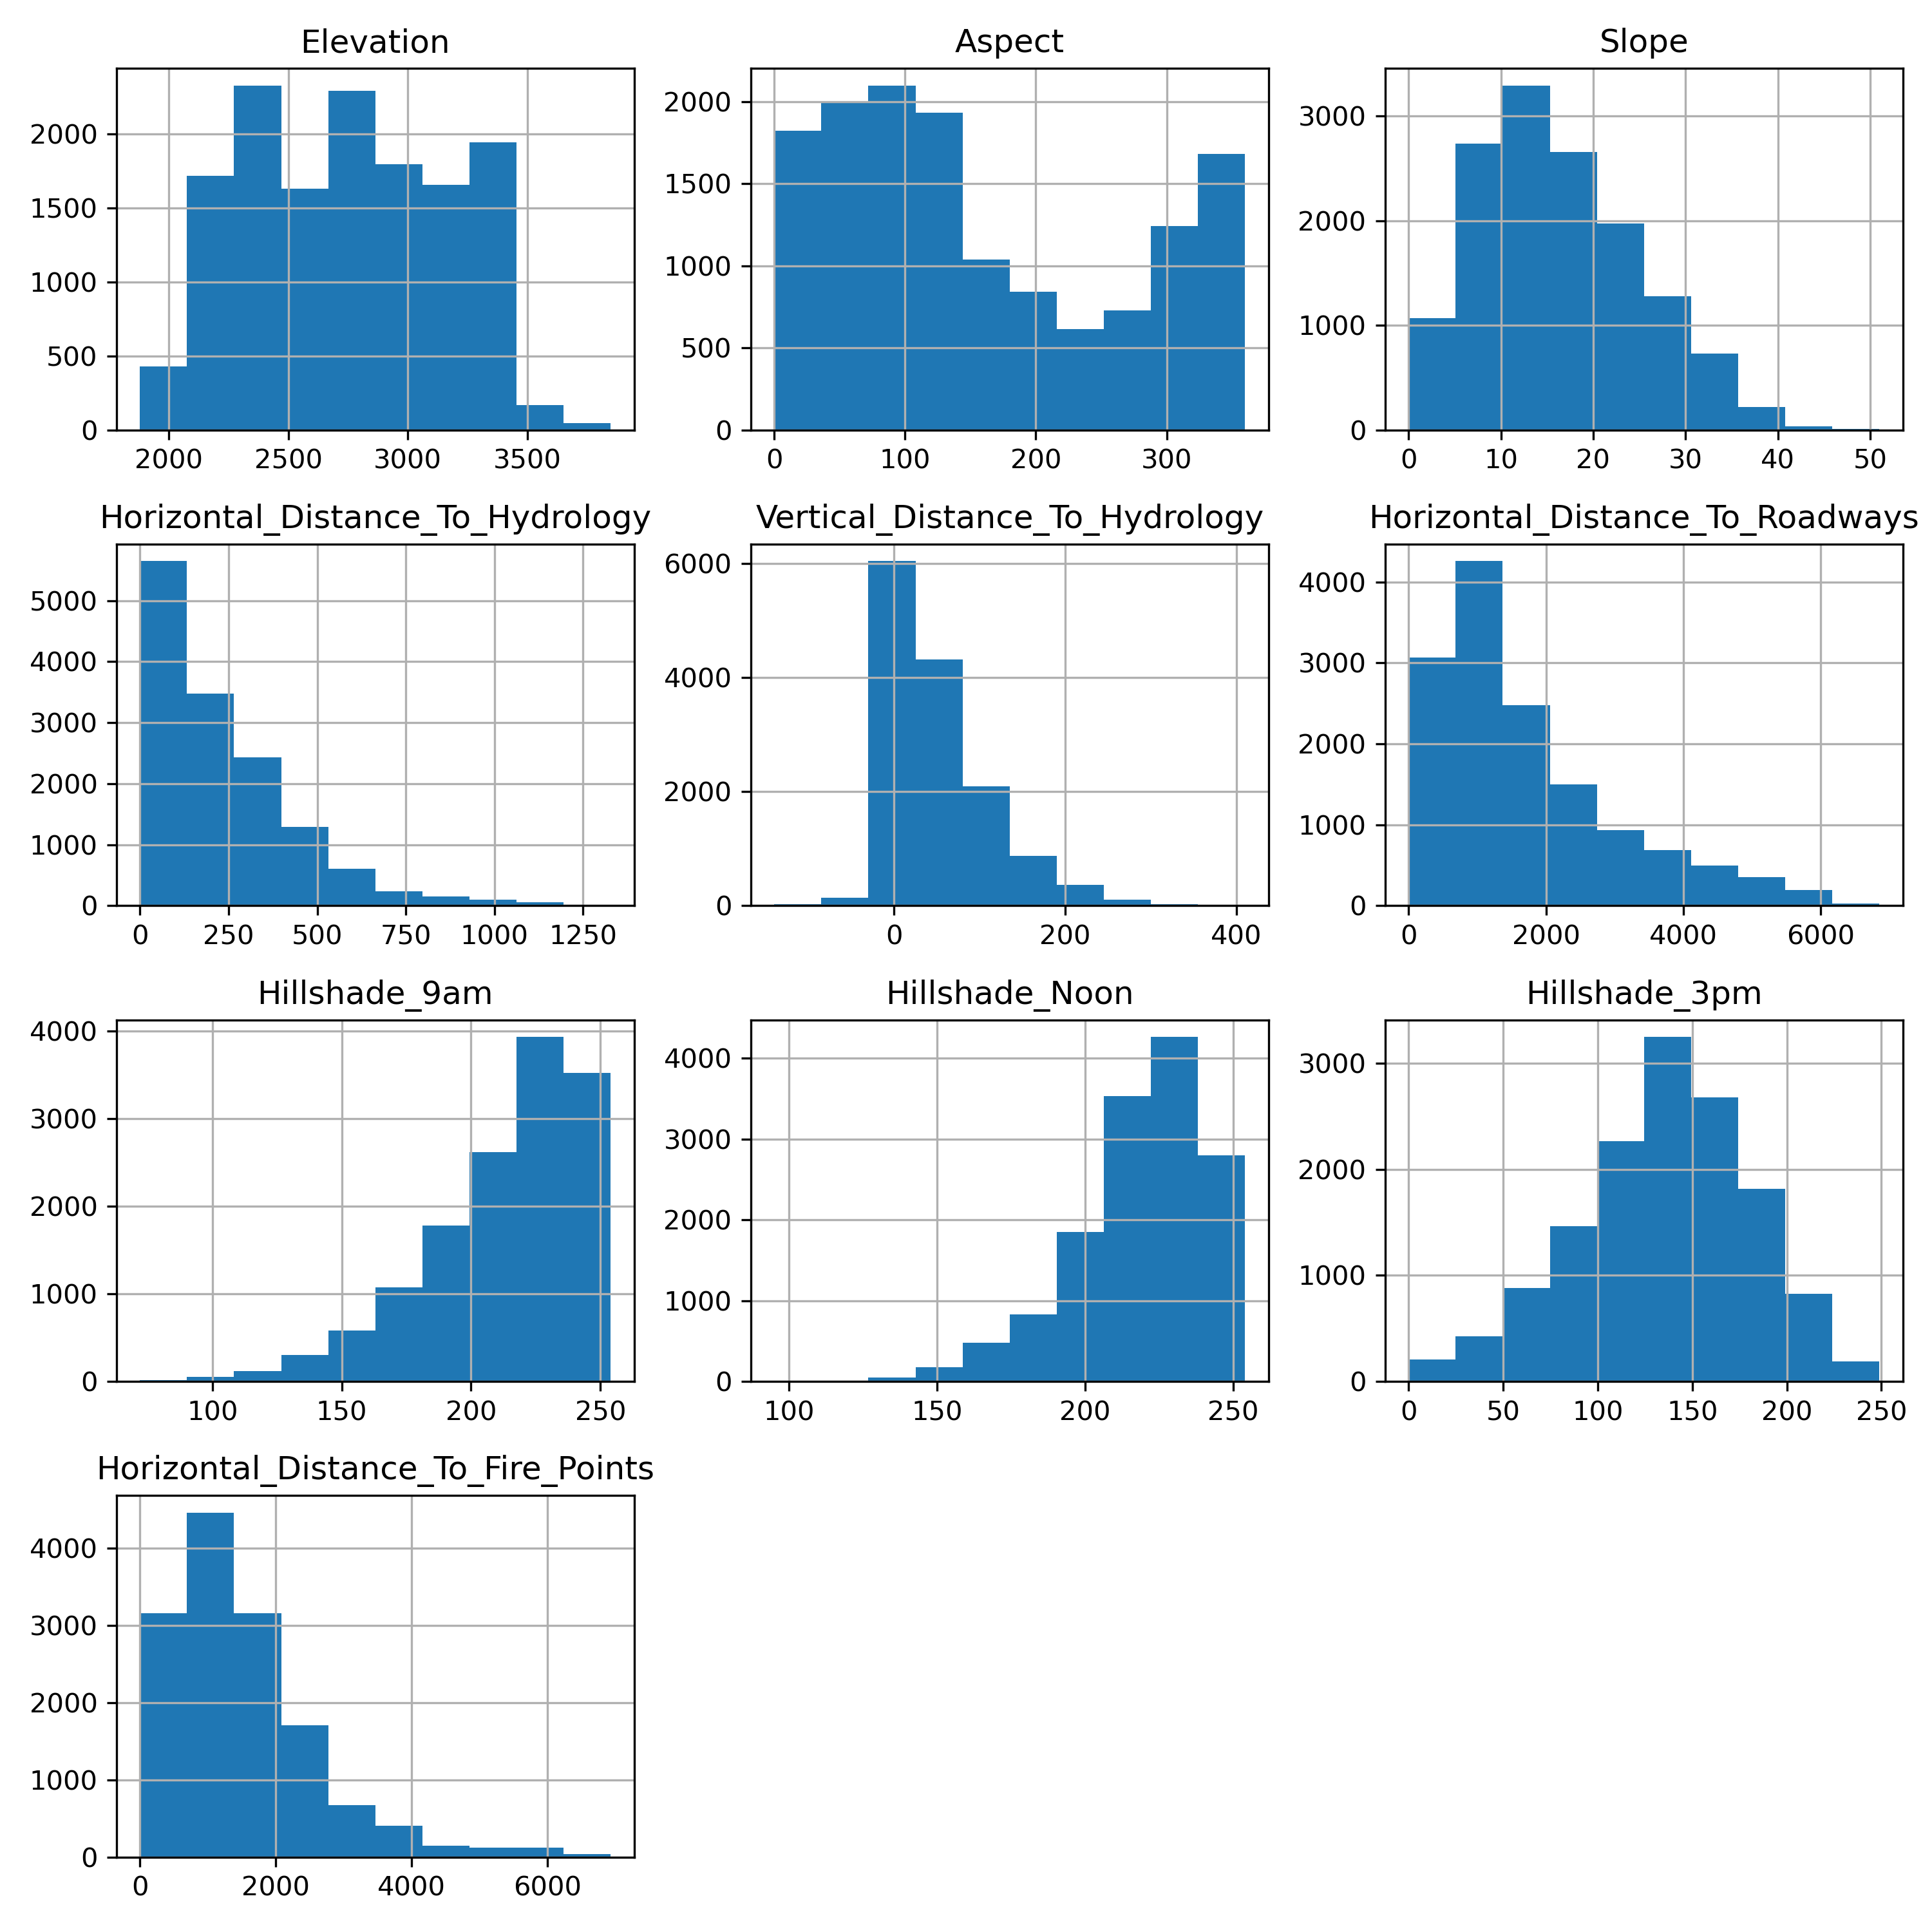 Elevation
Aspect
Slope
2000
1500
1000
500
0
2000 2500 3000 3500
2000
1500
1000
500
0
0 100 200 300
3000
2000
1000
0
0 10 20 30 40 50
Horizontal_Distance_To_Hydrology
Vertical_Distance_To_Hydrology
Horizontal_Distance_To_Roadways
5000
4000
3000
2000
1000
0
0 250 500 750 1000 1250
6000
4000
2000
0
0 200 400
4000
3000
2000
1000
0
0 2000 4000 6000
Hillshade_9am
Hillshade_Noon
Hillshade_3pm
4000
3000
2000
1000
0
100 150 200 250
4000
3000
2000
1000
0
100 150 200 250
3000
2000
1000
0
0 50 100 150 200 250
Horizontal_Distance_To_Fire_Points
4000
3000
2000
1000
0
0 2000 4000 6000